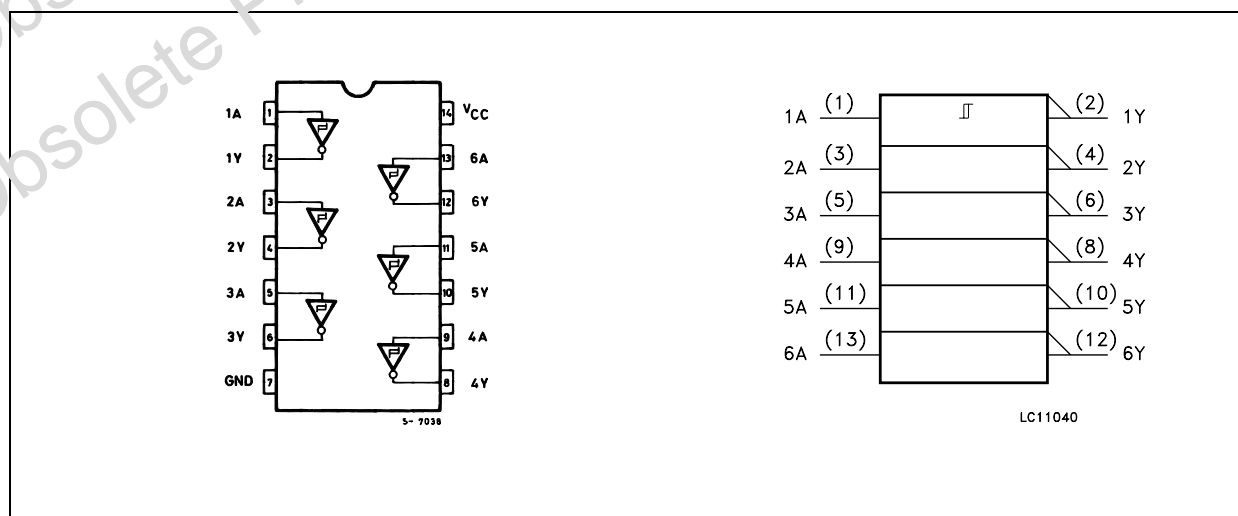 obsolete P
obsolete
1A 1 14 VCC
1Y 2 13 6A
2A 3 12 6Y
2Y 4 11 5A
3A 5 10 5Y
3Y 6 9 4A
GND 7 8 4Y
5-7038
1A (1) (2) 1Y
2A (3) (4) 2Y
3A (5) (6) 3Y
4A (9) (8) 4Y
5A (11) (10) 5Y
6A (13) (12) 6Y
LC11040